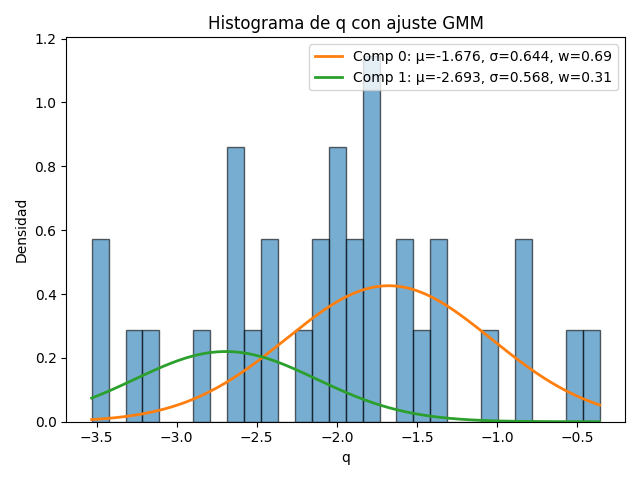 Histograma de q con ajuste GMM
Comp 0: μ=-1.676, σ=0.644, w=0.69
Comp 1: μ=-2.693, σ=0.568, w=0.31
Densidad
1.2
1.0
0.8
0.6
0.4
0.2
0.0
−3.5 −3.0 −2.5 −2.0 −1.5 −1.0 −0.5
q